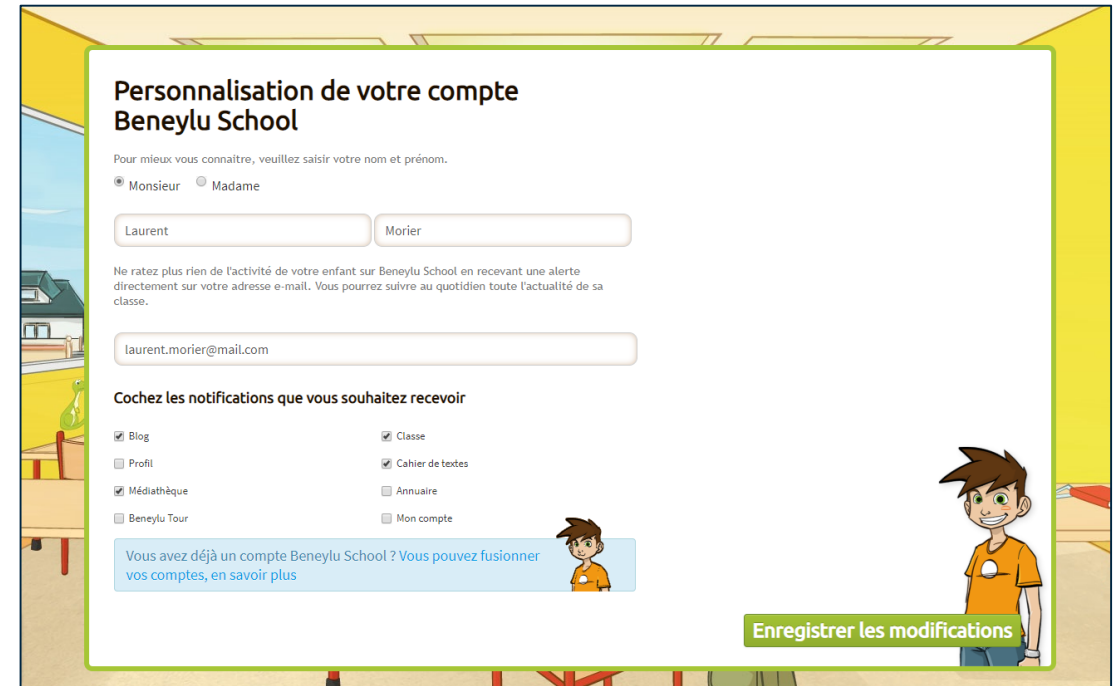 Personnalisation de votre compte
Beneylu School
Pour mieux vous connaitre, veuillez saisir votre nom et prénom.
Monsieur Madame
Laurent Morier
Ne ratez plus rien de l'activité de votre enfant sur Beneylu School en recevant une alerte
directement sur votre adresse e-mail. Vous pourrez suivre au quotidien toute l'actualité de sa
classe.
laurent.morier@mail.com
Cochez les notifications que vous souhaitez recevoir
Blog Classe
Profil Cahier de textes
Médiathèque Annuaire
Beneylu Tour Mon compte
Vous avez déjà un compte Beneylu School ? Vous pouvez fusionner
vos comptes, en savoir plus
Enregistrer les modifications